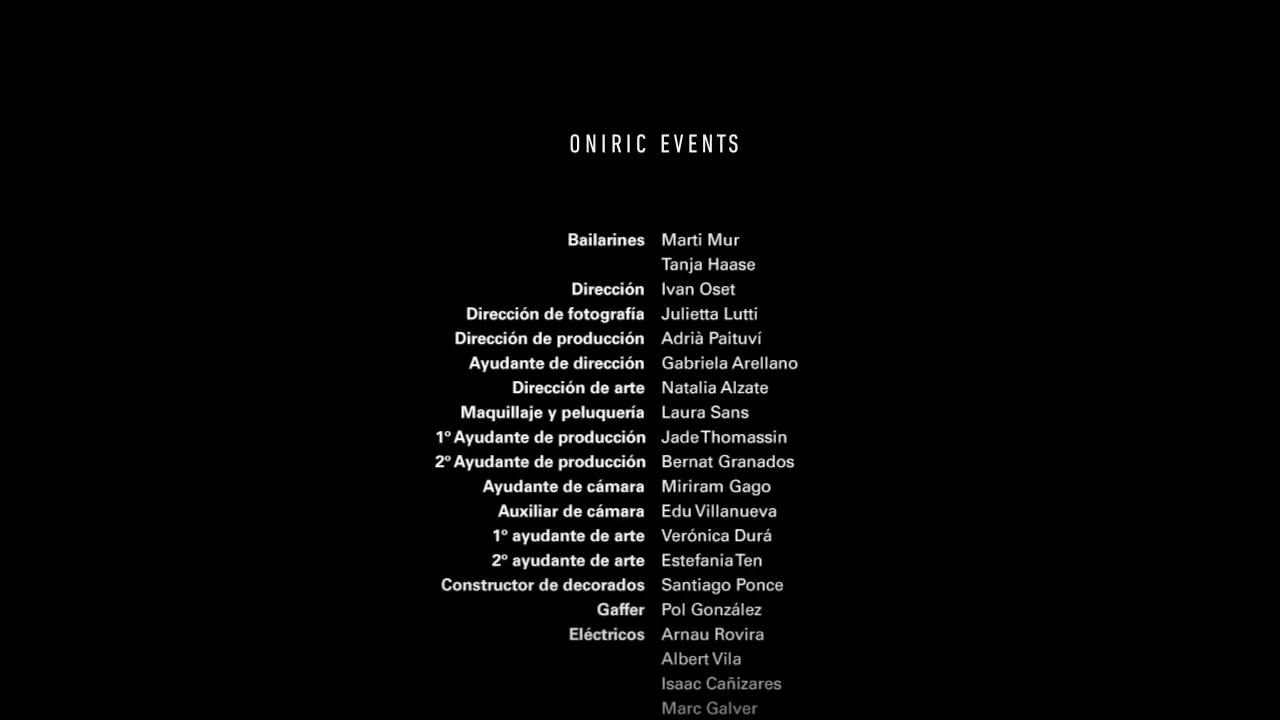 ONIRIC EVENTS
Bailarines Marti Mur
Tanja Haase
Dirección Ivan Oset
Dirección de fotografía Julietta Lutti
Dirección de producción Adrià Paituví
Ayudante de dirección Gabriela Arellano
Dirección de arte Natalia Alzate
Maquillaje y peluquería Laura Sans
1º Ayudante de producción Jade Thomassin
2º Ayudante de producción Bernat Granados
Ayudante de cámara Miriram Gago
Auxiliar de cámara Edu Villanueva
1º ayudante de arte Verónica Durá
2º ayudante de arte Estefania Ten
Constructor de decorados Santiago Ponce
Gaffer Pol González
Eléctricos Arnau Rovira
Albert Vila
Isaac Cañizares
Marc Galver